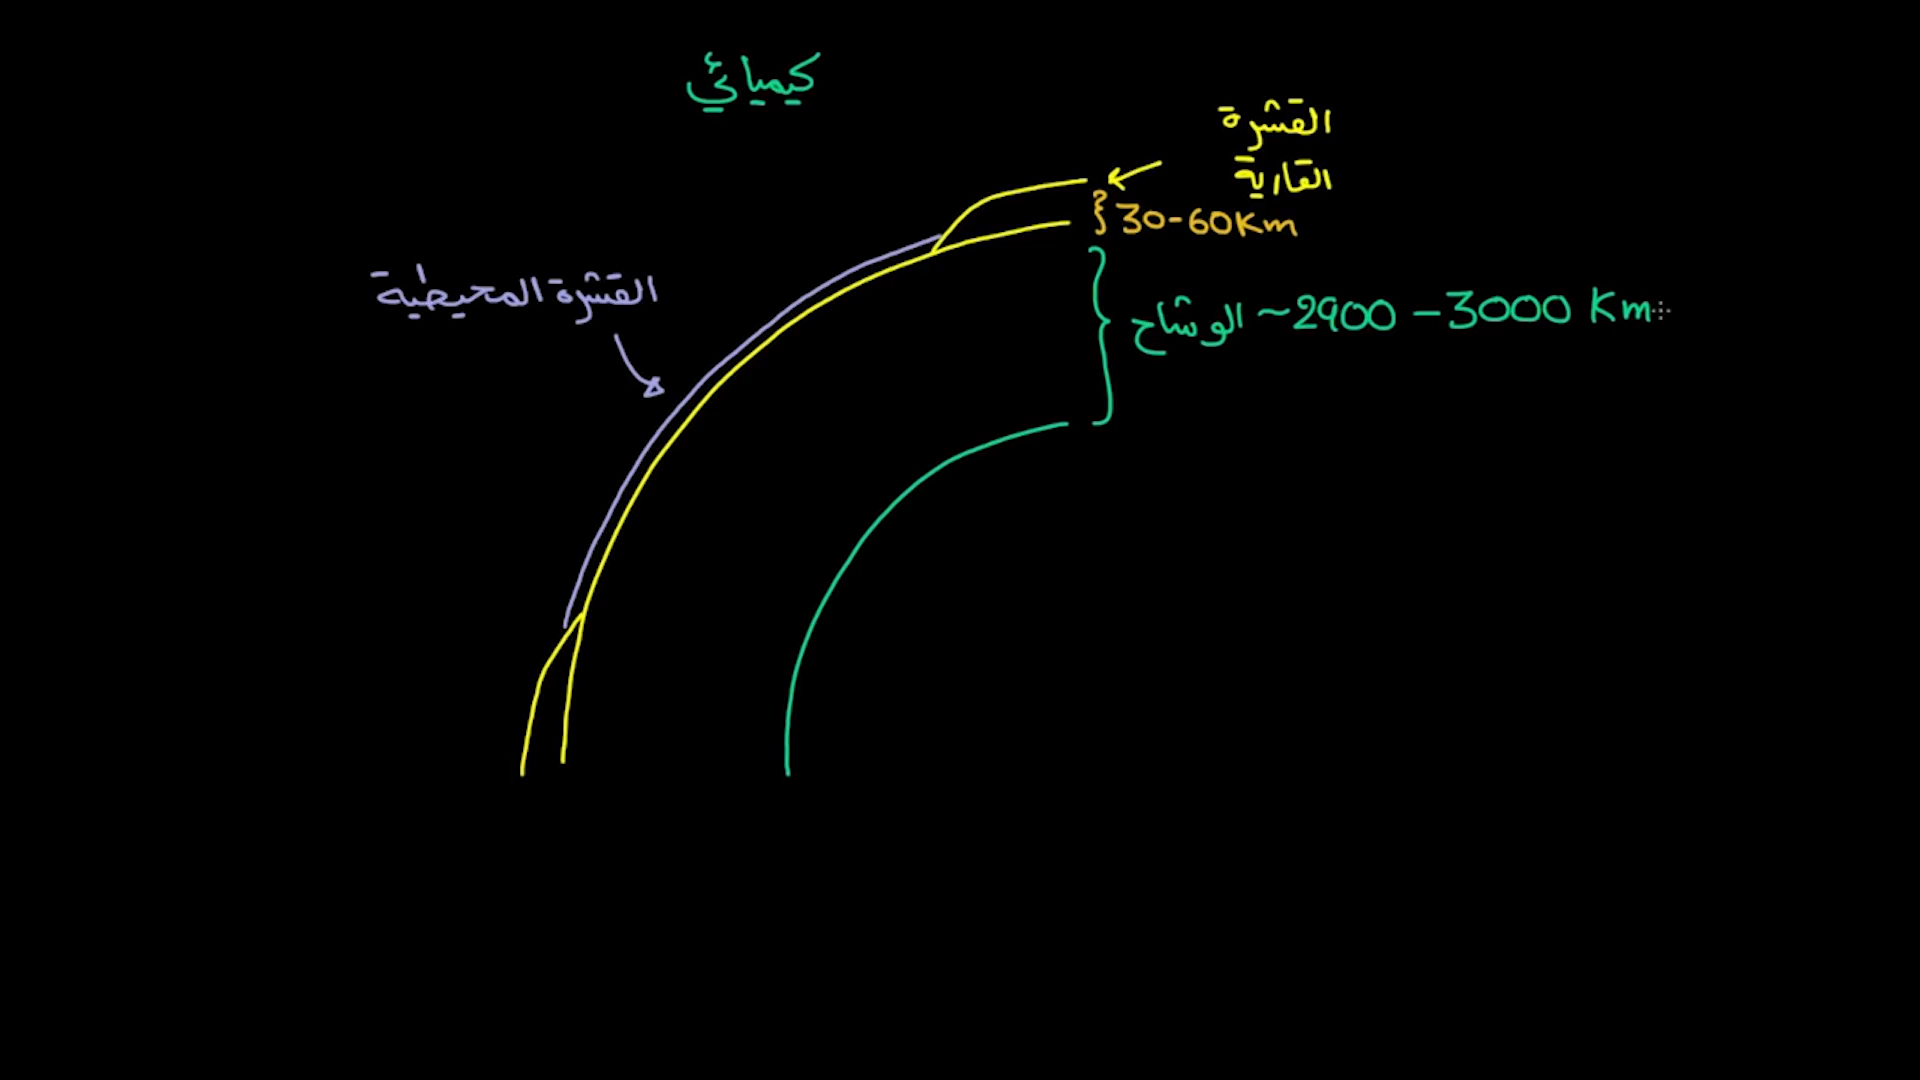 كيميائي
القشرة
القارية
30-60Km
القشرة المحيطية
الوشاح ~2900 - 3000 Km